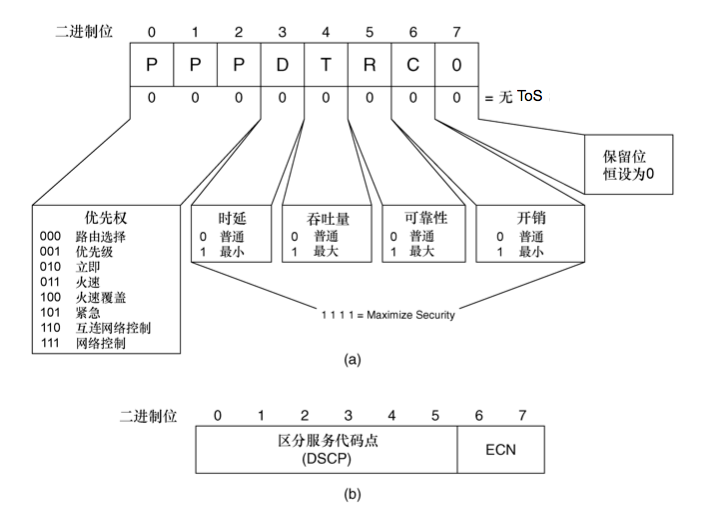 二进制位 0 1 2 3 4 5 6 7
P P P D T R C 0
0 0 0 0 0 0 0 0 = 无 ToS
保留位
恒设为0
优先权
000 路由选择
001 优先级
010 立即
011 火速
100 火速覆盖
101 紧急
110 互连网络控制
111 网络控制
时延
0 普通
1 最小
吞吐量
0 普通
1 最大
可靠性
0 普通
1 最大
开销
0 普通
1 最小
1 1 1 1 = Maximize Security
(a)
二进制位 0 1 2 3 4 5 6 7
区分服务代码点
(DSCP)
ECN
(b)